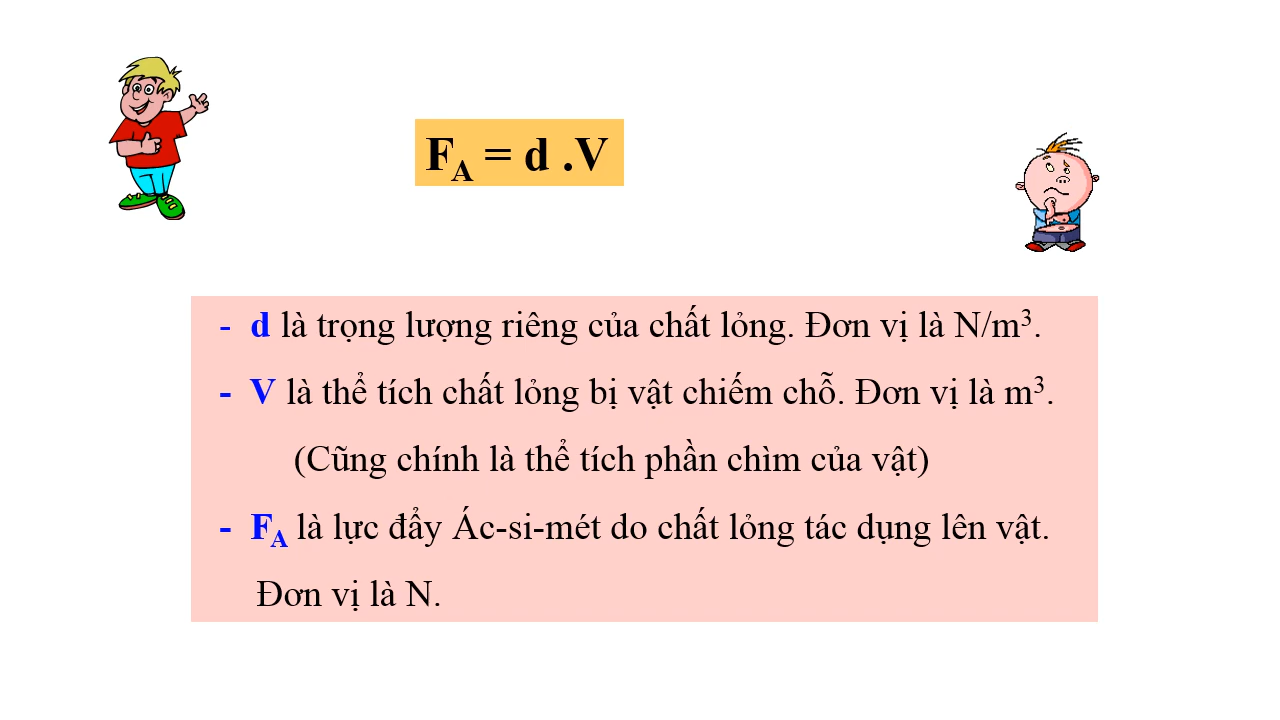 F_A = d .V
- d là trọng lượng riêng của chất lỏng. Đơn vị là N/m³.
- V là thể tích chất lỏng bị vật chiếm chỗ. Đơn vị là m³.
(Cũng chính là thể tích phần chìm của vật)
- F_A là lực đẩy Ác-si-mét do chất lỏng tác dụng lên vật.
Đơn vị là N.